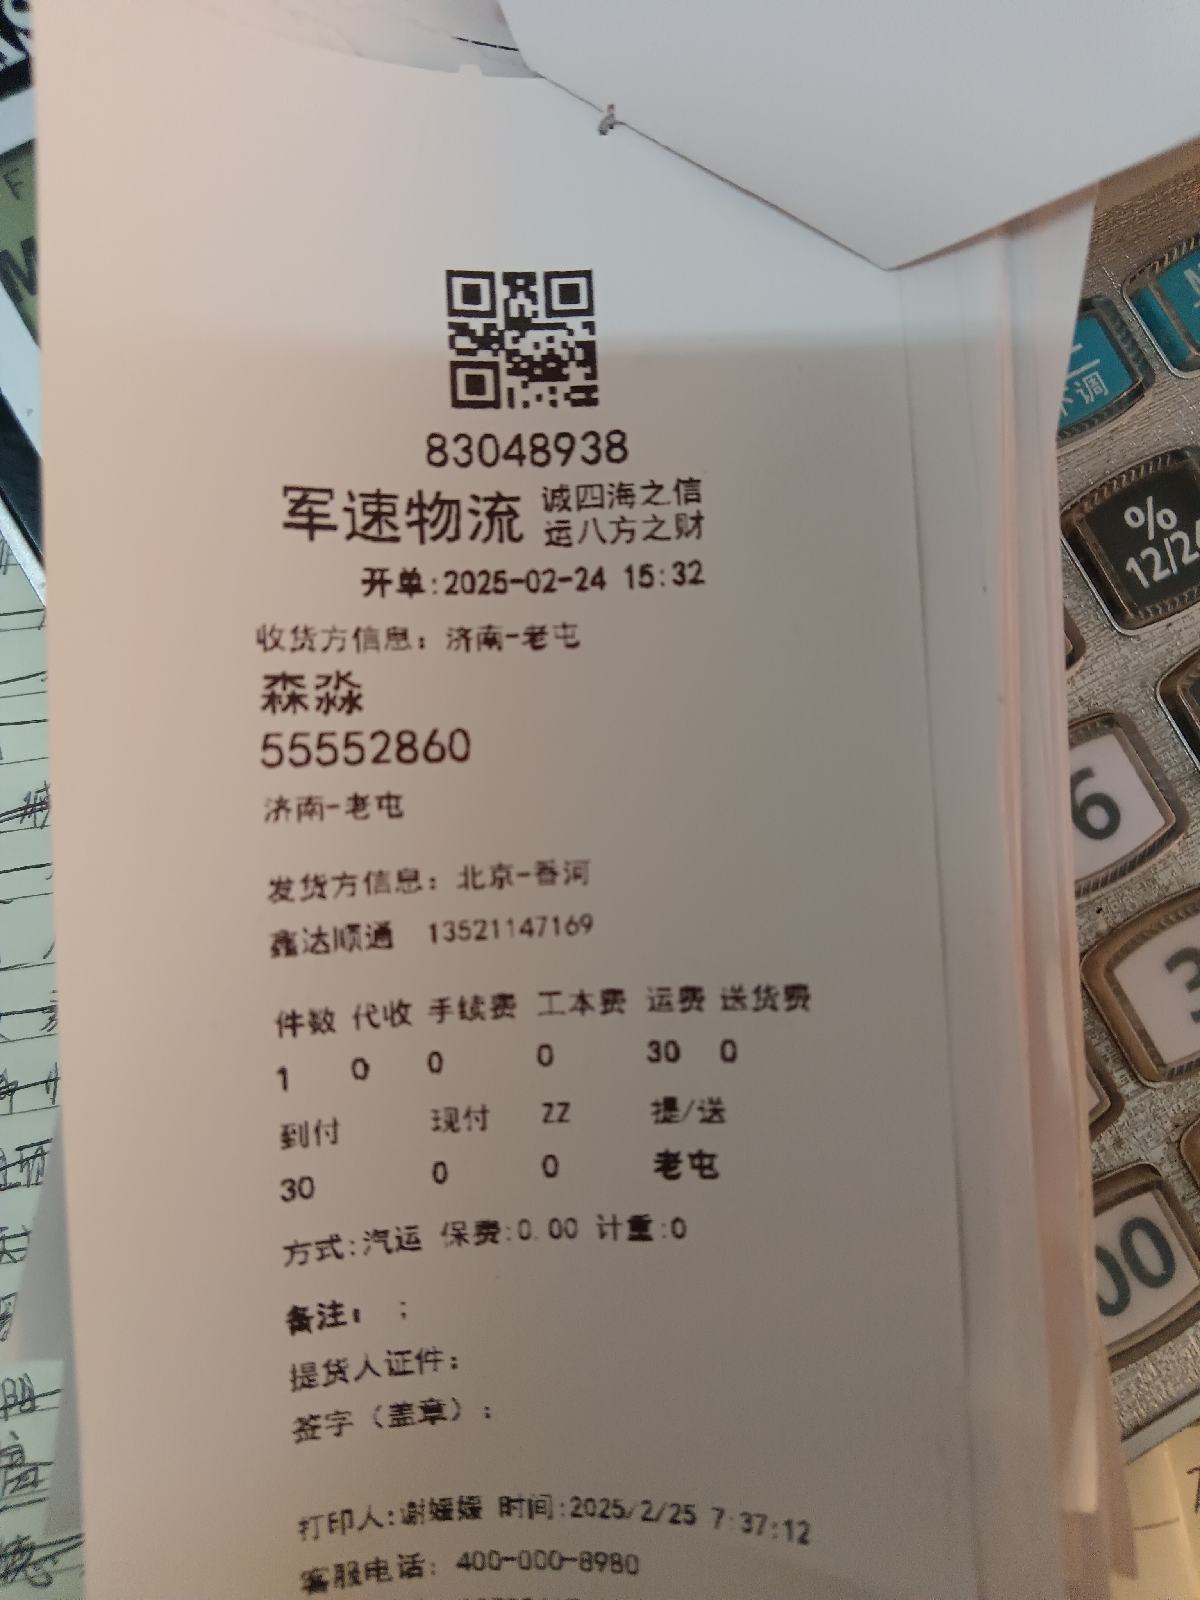 83048938
军速物流 诚四海之信
运八方之财
开单:2025-02-24 15:32
收货方信息：济南-老屯
森淼
55552860
济南-老屯
发货方信息：北京-香河
鑫达顺通 13521147169
件数 代收 手续费 工本费 运费 送货费
1 0 0 0 30 0
到付 现付 ZZ 提/送
30 0 0 老屯
方式:汽运 保费:0.00 计重:0
备注： ；
提货人证件：
签字（盖章）：
打印人:谢媛媛 时间:2025/2/25 7:37:12
客服电话：400-000-8980
调
%
12/24
6
3
00